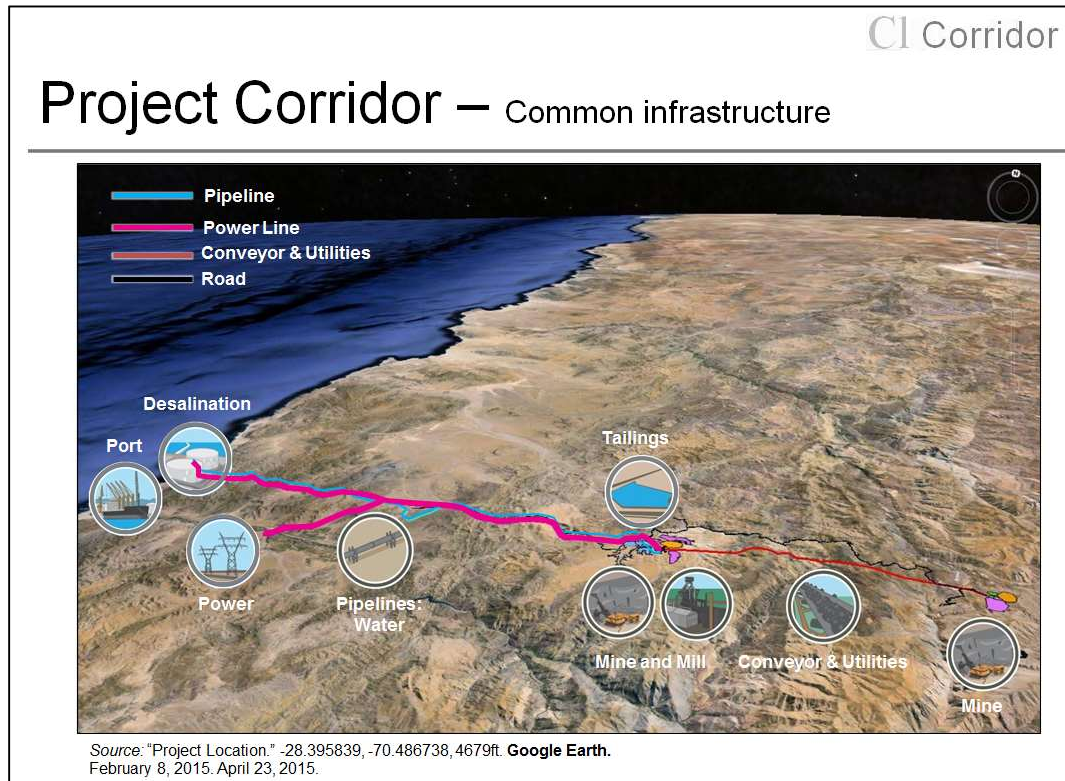 Cl Corridor
Project Corridor – Common infrastructure
Pipeline
Power Line
Conveyor & Utilities
Road
N
Desalination
Port
Tailings
Power
Pipelines:
Water
Mine and Mill
Conveyor & Utilities
Mine
Source: “Project Location.” -28.395839, -70.486738, 4679ft. Google Earth.
February 8, 2015. April 23, 2015.